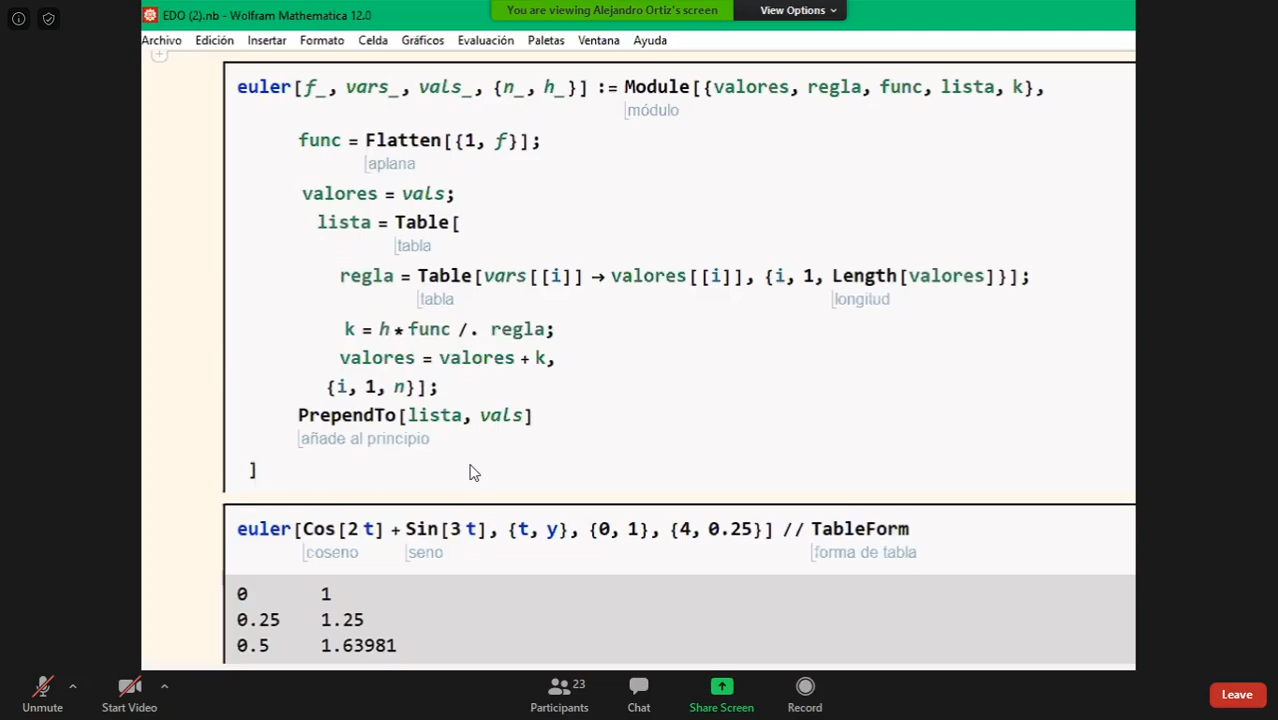 EDO (2).nb - Wolfram Mathematica 12.0
You are viewing Alejandro Ortiz's screen
View Options
Archivo Edición Insertar Formato Celda Gráficos Evaluación Paletas Ventana Ayuda
euler[f_, vars_, vals_, {n_, h_}] := Module[{valores, regla, func, lista, k},
módulo
func = Flatten[{1, f}];
aplana
valores = vals;
lista = Table[
tabla
regla = Table[vars[[i]] → valores[[i]], {i, 1, Length[valores]}];
tabla longitud
k = h * func /. regla;
valores = valores + k,
{i, 1, n}];
PrependTo[lista, vals]
añade al principio
]
euler[Cos[2 t] + Sin[3 t], {t, y}, {0, 1}, {4, 0.25}] // TableForm
coseno seno forma de tabla
0 1
0.25 1.25
0.5 1.63981
Unmute Start Video 23 Participants Chat Share Screen Record Leave